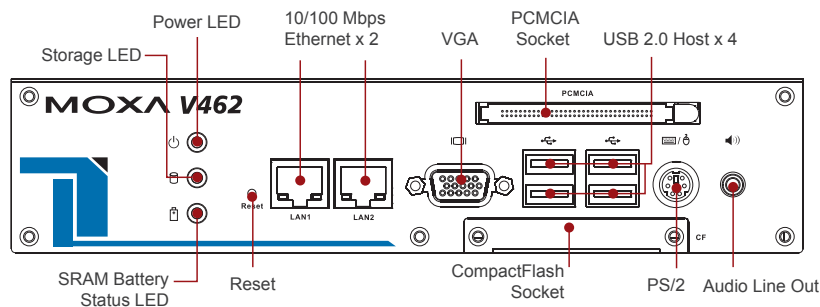 Power LED
10/100 Mbps
Ethernet x 2
VGA
PCMCIA
Socket
USB 2.0 Host x 4
Storage LED
MOXA V462
PCMCIA
Reset
LAN1
LAN2
CF
SRAM Battery
Status LED
Reset
CompactFlash
Socket
PS/2
Audio Line Out